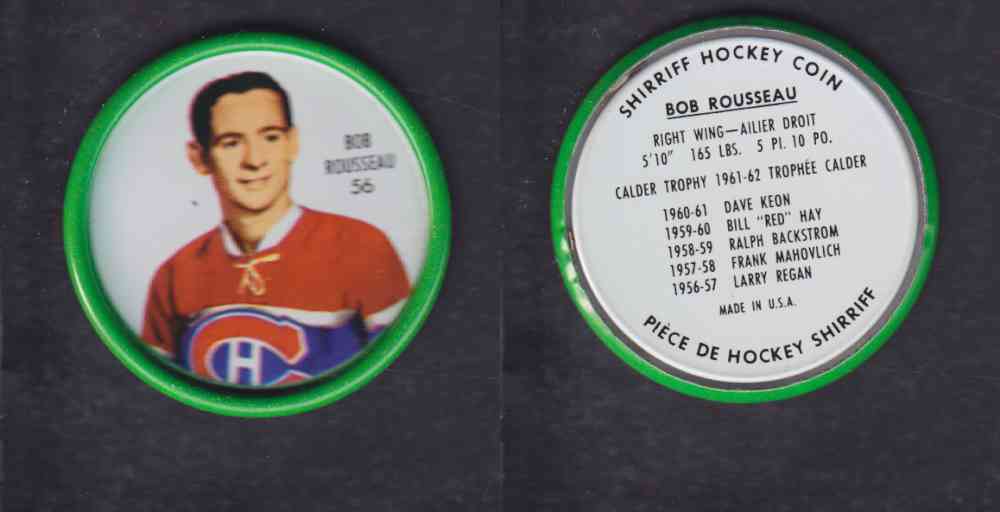 BOB
ROUSSEAU
56
CH
SHIRRIFF HOCKEY COIN
BOB ROUSSEAU
RIGHT WING—AILIER DROIT
5'10" 165 LBS. 5 PI. 10 PO.
CALDER TROPHY 1961-62 TROPHÉE CALDER
1960-61 DAVE KEON
1959-60 BILL "RED" HAY
1958-59 RALPH BACKSTROM
1957-58 FRANK MAHOVLICH
1956-57 LARRY REGAN
MADE IN U.S.A.
PIÈCE DE HOCKEY SHIRRIFF